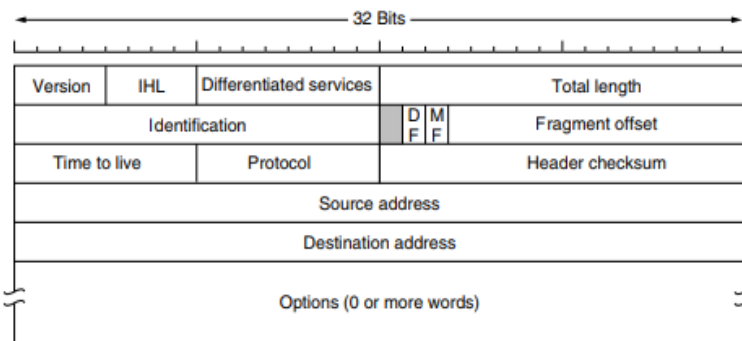 32 Bits
Version IHL Differentiated services Total length
Identification D F M F Fragment offset
Time to live Protocol Header checksum
Source address
Destination address
Options (0 or more words)